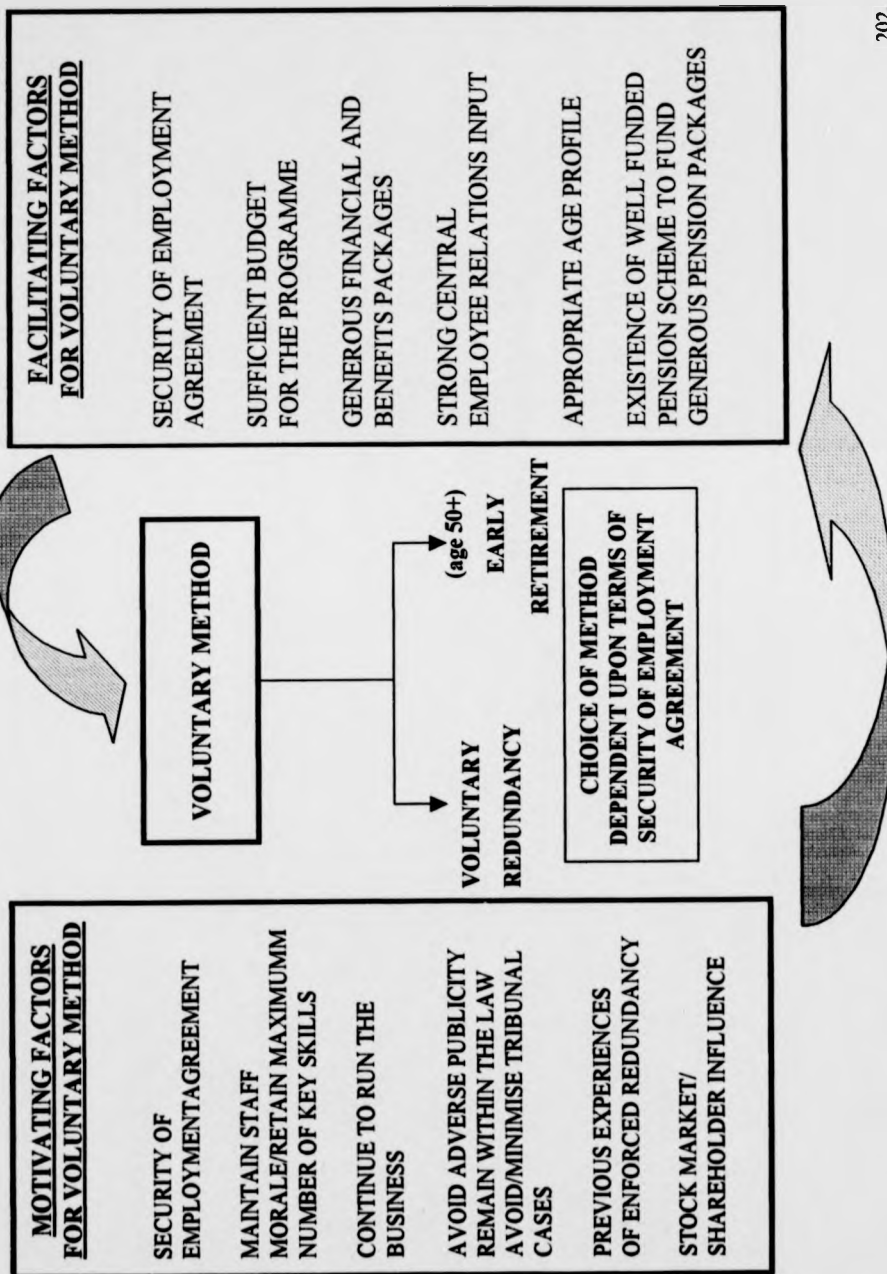 MOTIVATING FACTORS
FOR VOLUNTARY METHOD
SECURITY OF
EMPLOYMENTAGREEMENT
MAINTAIN STAFF
MORALE/RETAIN MAXIMUMM
NUMBER OF KEY SKILLS
CONTINUE TO RUN THE
BUSINESS
AVOID ADVERSE PUBLICITY
REMAIN WITHIN THE LAW
AVOID/MINIMISE TRIBUNAL
CASES
PREVIOUS EXPERIENCES
OF ENFORCED REDUNDANCY
STOCK MARKET/
SHAREHOLDER INFLUENCE
VOLUNTARY METHOD
VOLUNTARY
REDUNDANCY
(age 50+)
EARLY
RETIREMENT
CHOICE OF METHOD
DEPENDENT UPON TERMS OF
SECURITY OF EMPLOYMENT
AGREEMENT
FACILITATING FACTORS
FOR VOLUNTARY METHOD
SECURITY OF EMPLOYMENT
AGREEMENT
SUFFICIENT BUDGET
FOR THE PROGRAMME
GENEROUS FINANCIAL AND
BENEFITS PACKAGES
STRONG CENTRAL
EMPLOYEE RELATIONS INPUT
APPROPRIATE AGE PROFILE
EXISTENCE OF WELL FUNDED
PENSION SCHEME TO FUND
GENEROUS PENSION PACKAGES
202